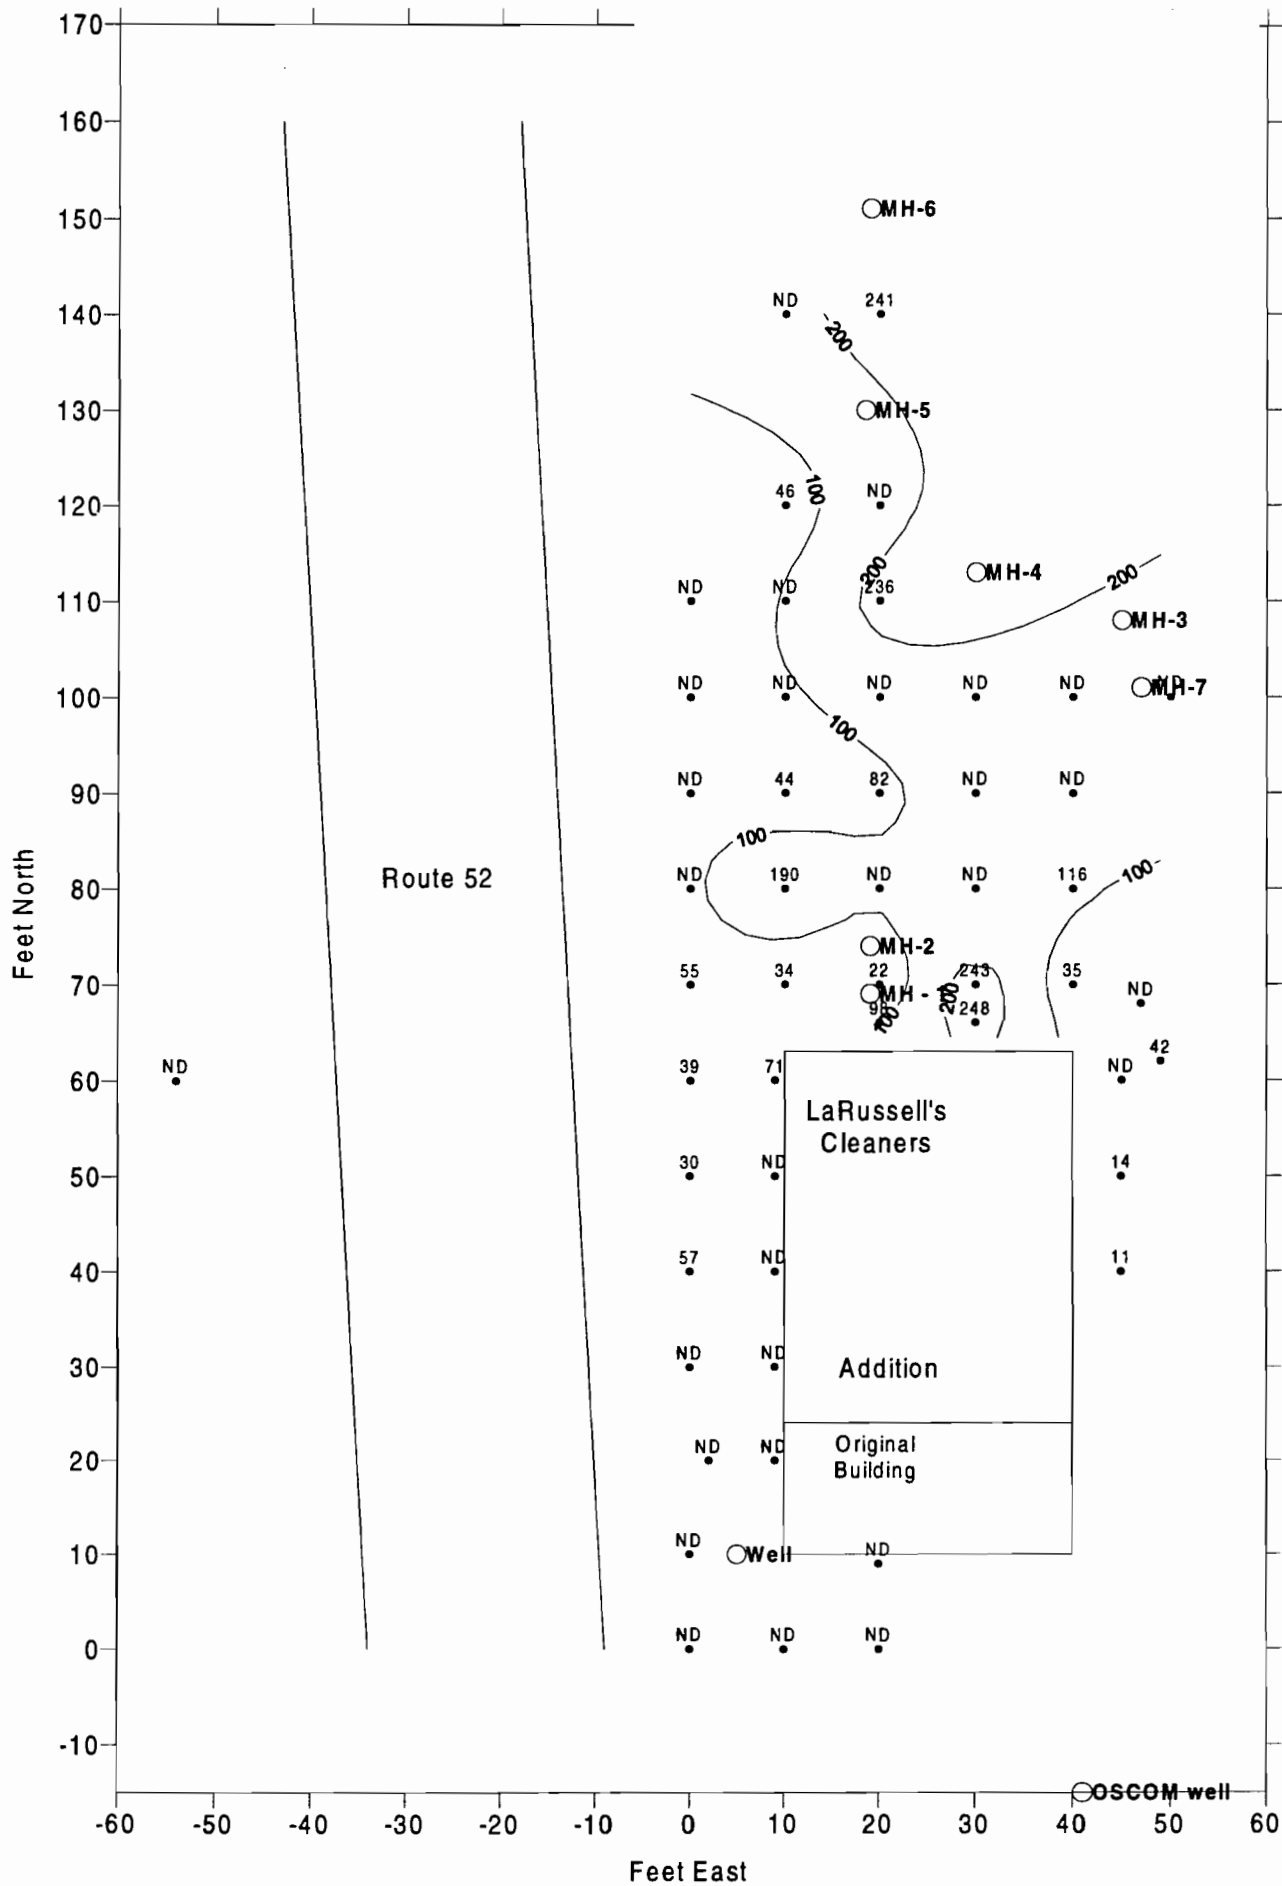 170
160
150
140
130
120
110
100
90
80
70
60
50
40
30
20
10
0
-10
Feet North
Route 52
MH-6
ND 241
200
MH-5
100
46 ND
200
MH-4
200
ND ND 236
MH-3
ND ND ND ND ND ND
MH-7
100
ND 44 82 ND ND
100
100
ND 190 ND ND 116
MH-2
55 34 22 243 35
ND
MH -
200
98 248
100
42
ND 39 71 ND
LaRussell's
Cleaners
30 ND 14
57 ND 11
ND ND
Addition
ND ND
Original
Building
ND ND
Well
ND ND ND
OSCOM well
-60 -50 -40 -30 -20 -10 0 10 20 30 40 50 60
Feet East